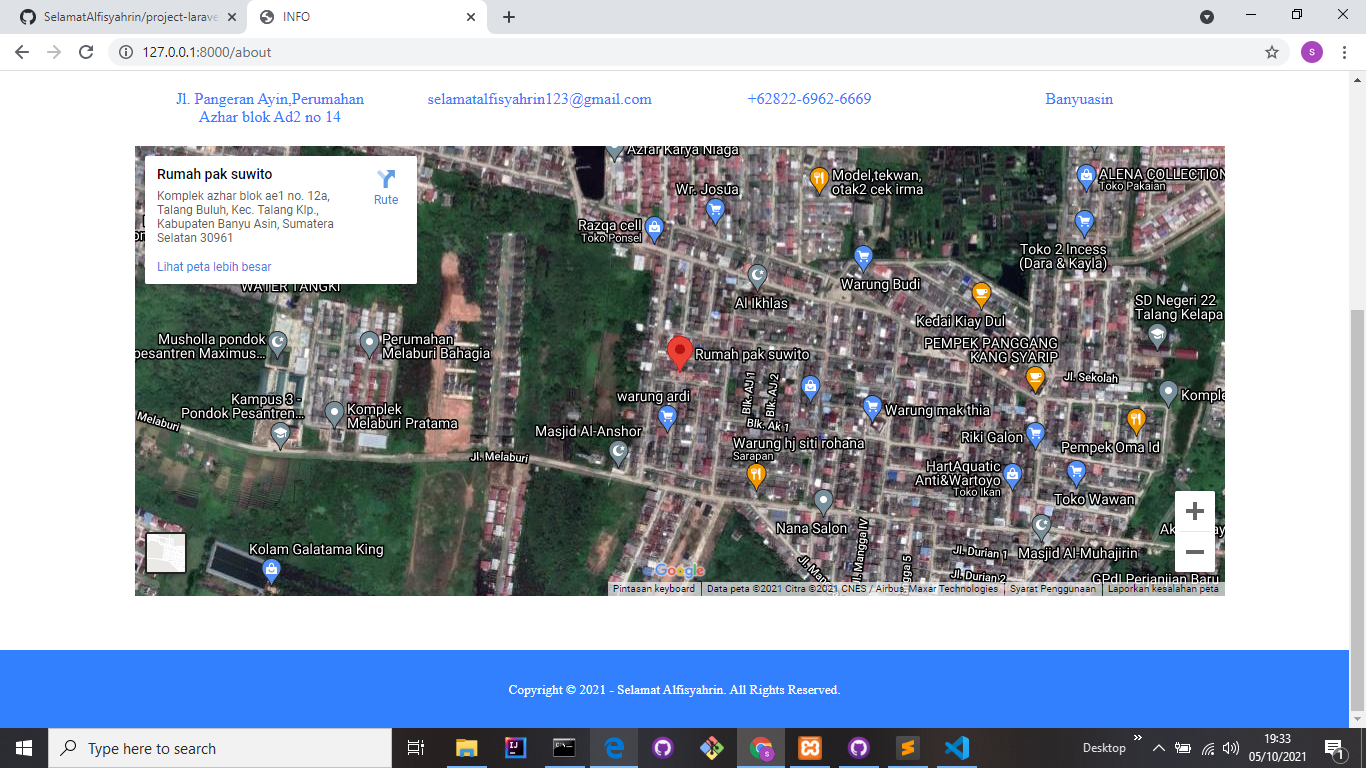 SelamatAlfisyahrin/project-larave
INFO
127.0.0.1:8000/about
s
Jl. Pangeran Ayin,Perumahan
Azhar blok Ad2 no 14
selamatalfisyahrin123@gmail.com
+62822-6962-6669
Banyuasin
Rumah pak suwito
Komplek azhar blok ae1 no. 12a,
Talang Buluh, Kec. Talang Klp.,
Kabupaten Banyu Asin, Sumatera
Selatan 30961
Rute
Lihat peta lebih besar
Azfar Karya Niaga
Model,tekwan,
otak2 cek irma
ALENA COLLECTION
Toko Pakaian
Wr. Josua
Razqa cell
Toko Ponsel
Toko 2 Incess
(Dara & Kayla)
Warung Budi
WATER TANGKI
Al Ikhlas
Kedai Kiay Dul
SD Negeri 22
Talang Kelapa
Musholla pondok
pesantren Maximus...
Perumahan
Melaburi Bahagia
PEMPEK PANGGANG
KANG SYARIP
Rumah pak suwito
Jl. Sekolah
Blk. AJ 1
Blk. AJ 2
warung ardi
Komple
Kampus 3 -
Pondok Pesantren...
Komplek
Melaburi Pratama
Melaburi
Warung mak thia
Blk. Ak 1
Masjid Al-Anshor
Riki Galon
Pempek Oma Id
Warung hj siti rohana
Sarapan
Jl. Melaburi
HartAquatic
Anti&Wartoyo
Toko Ikan
Toko Wawan
Nana Salon
Masjid Al-Muhajirin
Jl. Durian 1
Jl. Mangga IV
Kolam Galatama King
Jl. Durian 2
GPdI Perjanjian Baru
Google
Pintasan keyboard
Data peta ©2021 Citra ©2021 CNES / Airbus, Maxar Technologies
Syarat Penggunaan
Laporkan kesalahan peta
Copyright © 2021 - Selamat Alfisyahrin. All Rights Reserved.
Type here to search
Desktop
19:33
05/10/2021
1